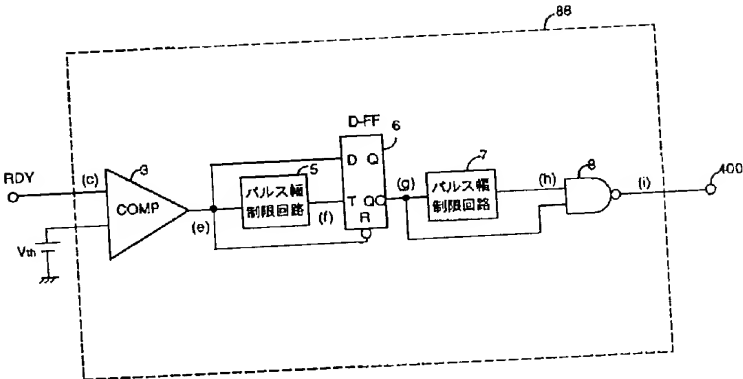 88
D-FF
6
RDY
(c)
3
COMP
Vth
(e)
5
パルス幅
制限回路
(f)
D Q
T Q
R
(g)
7
パルス幅
制限回路
(h)
8
(i)
400